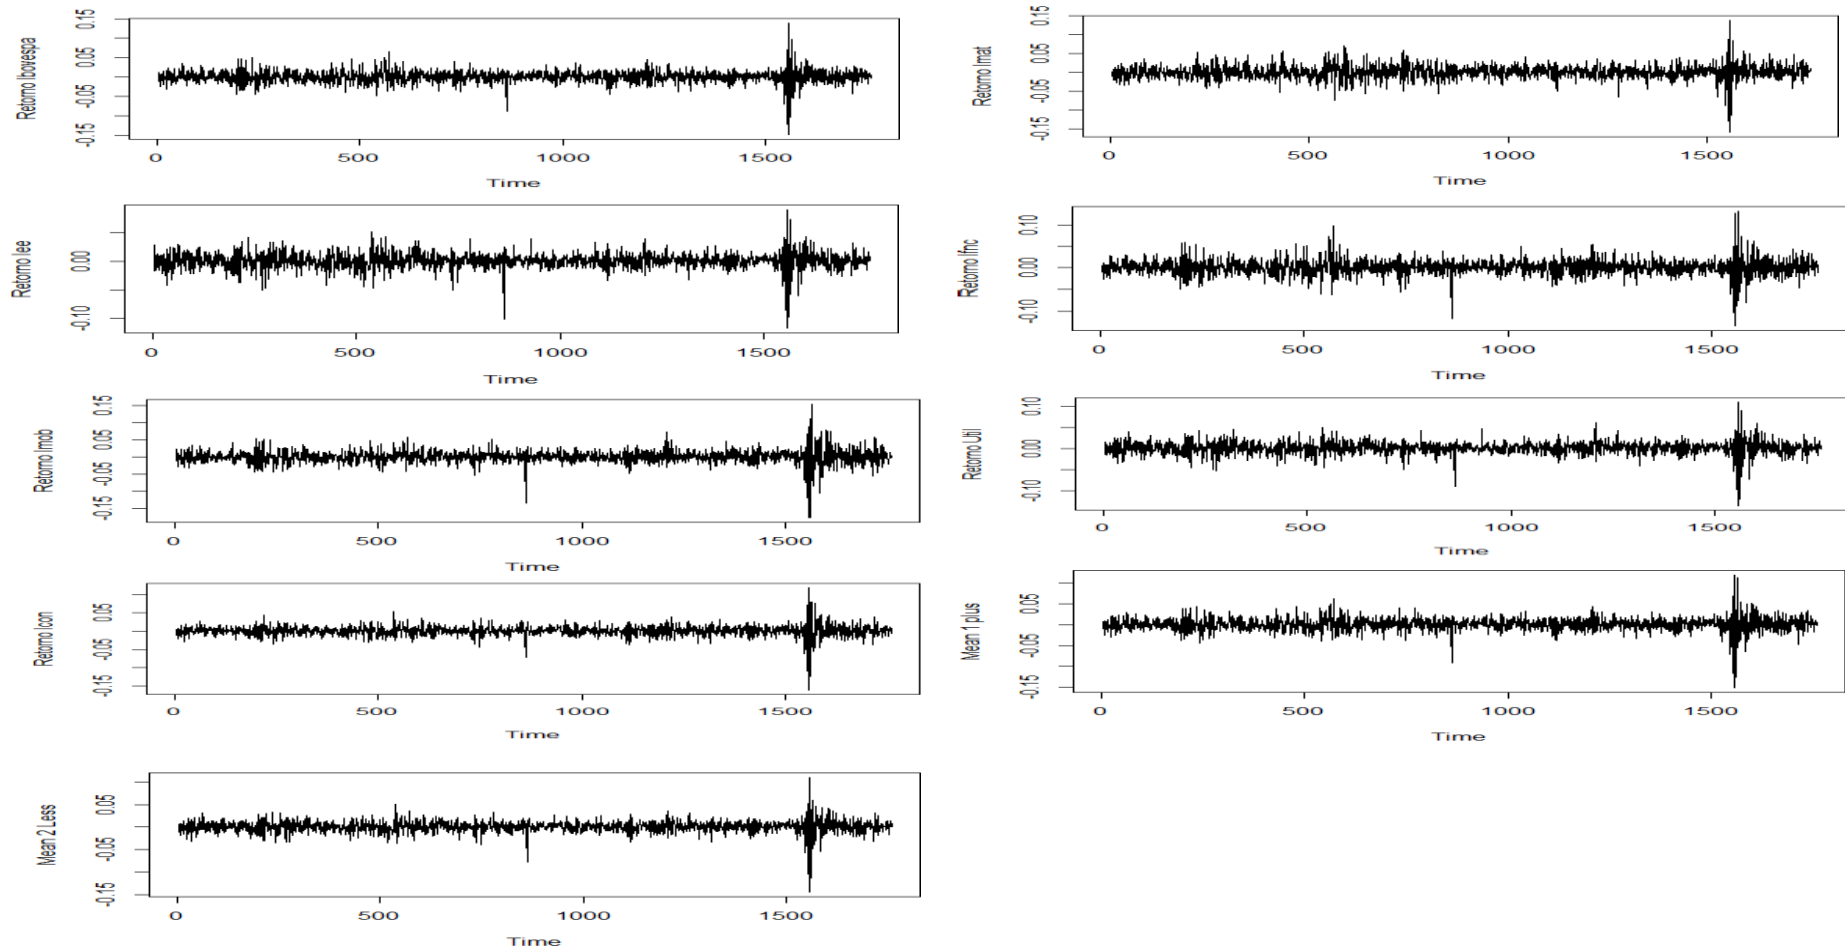 Retorno Ibovespa
0.15
0.05
-0.05
-0.15
0 500 1000 1500
Time
Retorno Imat
0.15
0.05
-0.05
-0.15
0 500 1000 1500
Time
Retorno Iee
0.00
-0.10
0 500 1000 1500
Time
Retorno Ifnc
0.10
0.00
-0.10
0 500 1000 1500
Time
Retorno Imob
0.15
0.05
-0.05
-0.15
0 500 1000 1500
Time
Retorno Util
0.10
0.00
-0.10
0 500 1000 1500
Time
Retorno Icon
0.05
-0.05
-0.15
0 500 1000 1500
Time
Mean 1 plus
0.05
-0.05
-0.15
0 500 1000 1500
Time
Mean 2 Less
0.05
-0.05
-0.15
0 500 1000 1500
Time